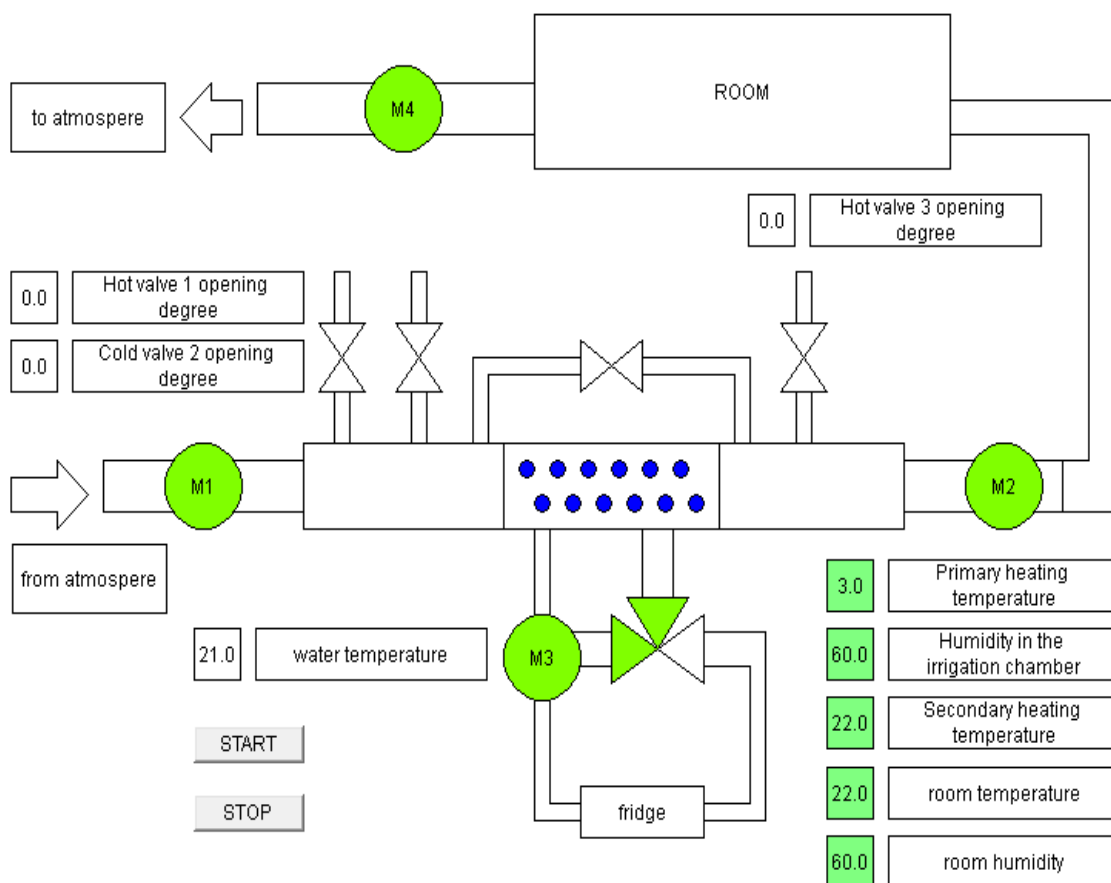 ROOM
M4
to atmospere
0.0
Hot valve 3 opening
degree
0.0
Hot valve 1 opening
degree
0.0
Cold valve 2 opening
degree
M1
M2
from atmospere
3.0
Primary heating
temperature
21.0
water temperature
M3
60.0
Humidity in the
irrigation chamber
START
22.0
Secondary heating
temperature
STOP
fridge
22.0
room temperature
60.0
room humidity